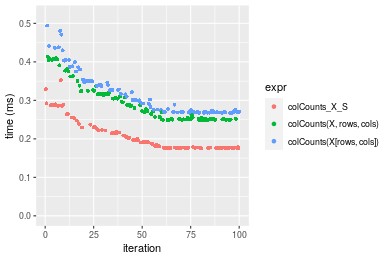 0.5
0.4
0.3
0.2
0.1
0.0
time (ms)
0
25
50
75
100
iteration
expr
colCounts_X_S
colCounts(X, rows, cols)
colCounts(X[rows, cols])